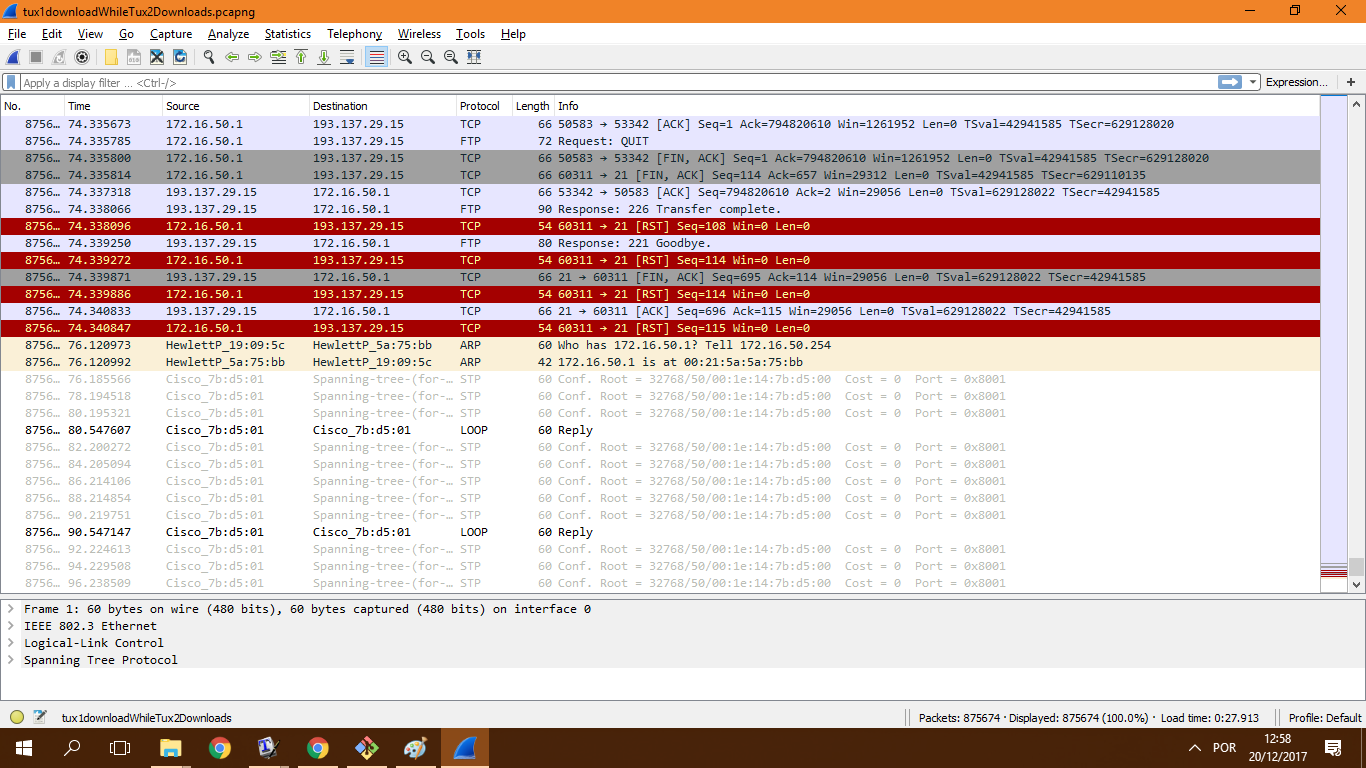 tux1downloadWhileTux2Downloads.pcapng
File Edit View Go Capture Analyze Statistics Telephony Wireless Tools Help
Apply a display filter ... <Ctrl-/> Expression... +
No. Time Source Destination Protocol Length Info
8756… 74.335673 172.16.50.1 193.137.29.15 TCP 66 50583 → 53342 [ACK] Seq=1 Ack=794820610 Win=1261952 Len=0 TSval=42941585 TSecr=629128020
8756… 74.335785 172.16.50.1 193.137.29.15 FTP 72 Request: QUIT
8756… 74.335800 172.16.50.1 193.137.29.15 TCP 66 50583 → 53342 [FIN, ACK] Seq=1 Ack=794820610 Win=1261952 Len=0 TSval=42941585 TSecr=629128020
8756… 74.335814 172.16.50.1 193.137.29.15 TCP 66 60311 → 21 [FIN, ACK] Seq=114 Ack=657 Win=29312 Len=0 TSval=42941585 TSecr=629110135
8756… 74.337318 193.137.29.15 172.16.50.1 TCP 66 53342 → 50583 [ACK] Seq=794820610 Ack=2 Win=29056 Len=0 TSval=629128022 TSecr=42941585
8756… 74.338066 193.137.29.15 172.16.50.1 FTP 90 Response: 226 Transfer complete.
8756… 74.338096 172.16.50.1 193.137.29.15 TCP 54 60311 → 21 [RST] Seq=108 Win=0 Len=0
8756… 74.339250 193.137.29.15 172.16.50.1 FTP 80 Response: 221 Goodbye.
8756… 74.339272 172.16.50.1 193.137.29.15 TCP 54 60311 → 21 [RST] Seq=114 Win=0 Len=0
8756… 74.339871 193.137.29.15 172.16.50.1 TCP 66 21 → 60311 [FIN, ACK] Seq=695 Ack=114 Win=29056 Len=0 TSval=629128022 TSecr=42941585
8756… 74.339886 172.16.50.1 193.137.29.15 TCP 54 60311 → 21 [RST] Seq=114 Win=0 Len=0
8756… 74.340833 193.137.29.15 172.16.50.1 TCP 66 21 → 60311 [ACK] Seq=696 Ack=115 Win=29056 Len=0 TSval=629128022 TSecr=42941585
8756… 74.340847 172.16.50.1 193.137.29.15 TCP 54 60311 → 21 [RST] Seq=115 Win=0 Len=0
8756… 76.120973 HewlettP_19:09:5c HewlettP_5a:75:bb ARP 60 Who has 172.16.50.1? Tell 172.16.50.254
8756… 76.120992 HewlettP_5a:75:bb HewlettP_19:09:5c ARP 42 172.16.50.1 is at 00:21:5a:5a:75:bb
8756… 76.185566 Cisco_7b:d5:01 Spanning-tree-(for-… STP 60 Conf. Root = 32768/50/00:1e:14:7b:d5:00 Cost = 0 Port = 0x8001
8756… 78.194518 Cisco_7b:d5:01 Spanning-tree-(for-… STP 60 Conf. Root = 32768/50/00:1e:14:7b:d5:00 Cost = 0 Port = 0x8001
8756… 80.195321 Cisco_7b:d5:01 Spanning-tree-(for-… STP 60 Conf. Root = 32768/50/00:1e:14:7b:d5:00 Cost = 0 Port = 0x8001
8756… 80.547607 Cisco_7b:d5:01 Cisco_7b:d5:01 LOOP 60 Reply
8756… 82.200272 Cisco_7b:d5:01 Spanning-tree-(for-… STP 60 Conf. Root = 32768/50/00:1e:14:7b:d5:00 Cost = 0 Port = 0x8001
8756… 84.205094 Cisco_7b:d5:01 Spanning-tree-(for-… STP 60 Conf. Root = 32768/50/00:1e:14:7b:d5:00 Cost = 0 Port = 0x8001
8756… 86.214106 Cisco_7b:d5:01 Spanning-tree-(for-… STP 60 Conf. Root = 32768/50/00:1e:14:7b:d5:00 Cost = 0 Port = 0x8001
8756… 88.214854 Cisco_7b:d5:01 Spanning-tree-(for-… STP 60 Conf. Root = 32768/50/00:1e:14:7b:d5:00 Cost = 0 Port = 0x8001
8756… 90.219751 Cisco_7b:d5:01 Spanning-tree-(for-… STP 60 Conf. Root = 32768/50/00:1e:14:7b:d5:00 Cost = 0 Port = 0x8001
8756… 90.547147 Cisco_7b:d5:01 Cisco_7b:d5:01 LOOP 60 Reply
8756… 92.224613 Cisco_7b:d5:01 Spanning-tree-(for-… STP 60 Conf. Root = 32768/50/00:1e:14:7b:d5:00 Cost = 0 Port = 0x8001
8756… 94.229508 Cisco_7b:d5:01 Spanning-tree-(for-… STP 60 Conf. Root = 32768/50/00:1e:14:7b:d5:00 Cost = 0 Port = 0x8001
8756… 96.238509 Cisco_7b:d5:01 Spanning-tree-(for-… STP 60 Conf. Root = 32768/50/00:1e:14:7b:d5:00 Cost = 0 Port = 0x8001
Frame 1: 60 bytes on wire (480 bits), 60 bytes captured (480 bits) on interface 0
IEEE 802.3 Ethernet
Logical-Link Control
Spanning Tree Protocol
tux1downloadWhileTux2Downloads Packets: 875674 · Displayed: 875674 (100.0%) · Load time: 0:27.913 Profile: Default
POR 12:58
20/12/2017